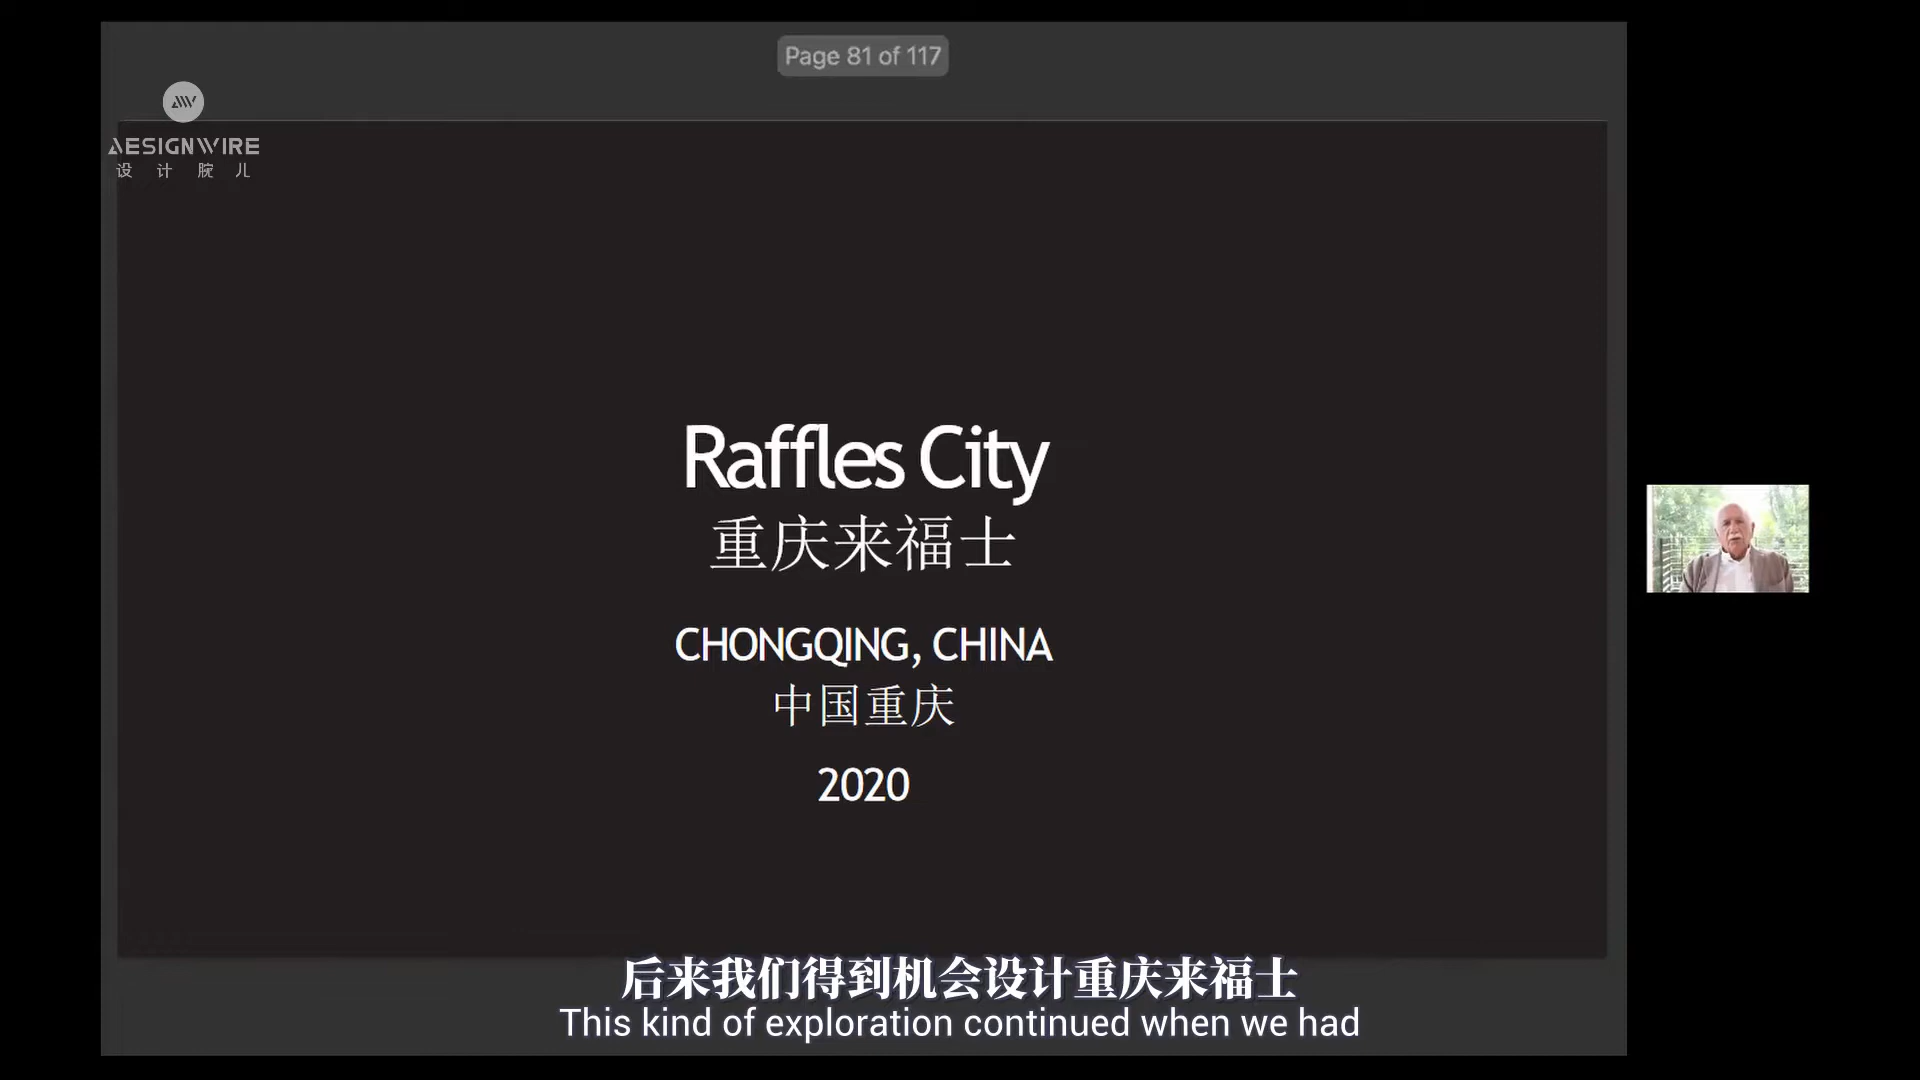 Page 81 of 117
AESIGNWIRE
设计脘儿
Raffles City
重庆来福士
CHONGQING, CHINA
中国重庆
2020
后来我们得到机会设计重庆来福士
This kind of exploration continued when we had